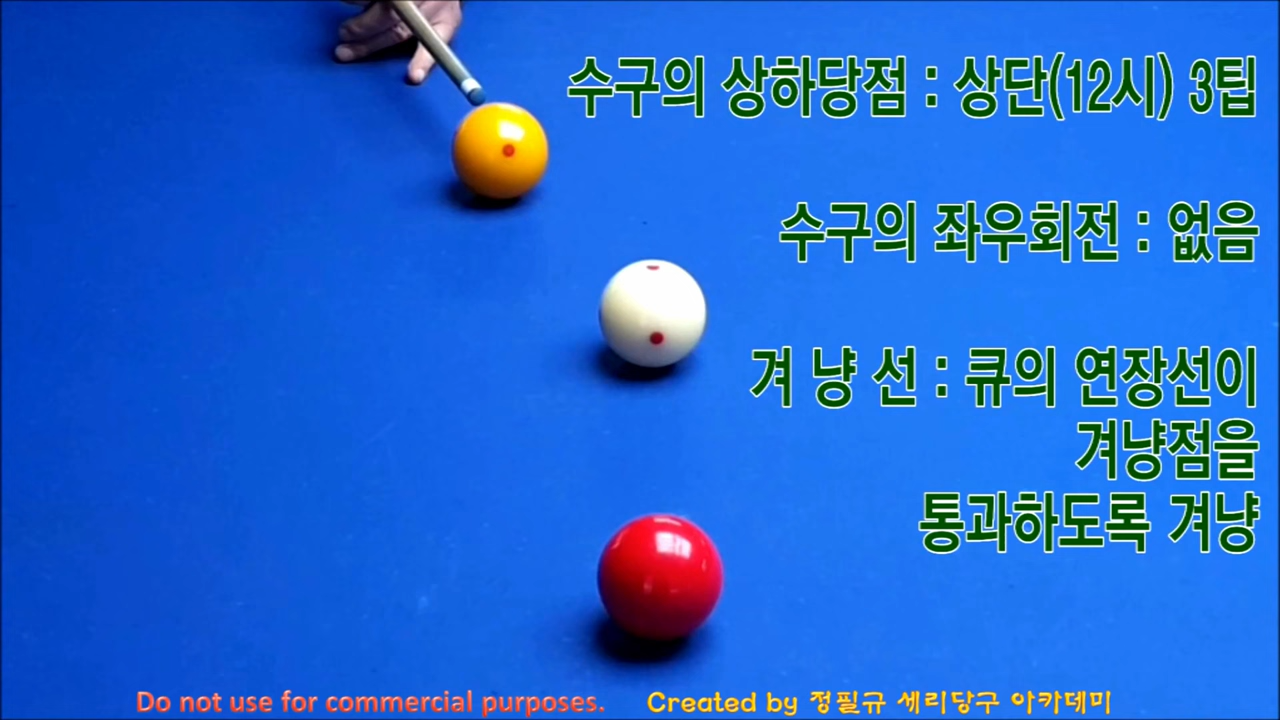 수구의 상하당점 : 상단(12시) 3팁
수구의 좌우회전 : 없음
겨 냥 선 : 큐의 연장선이
겨냥점을
통과하도록 겨냥
Do not use for commercial purposes. Created by 정필규 세리당구 아카데미